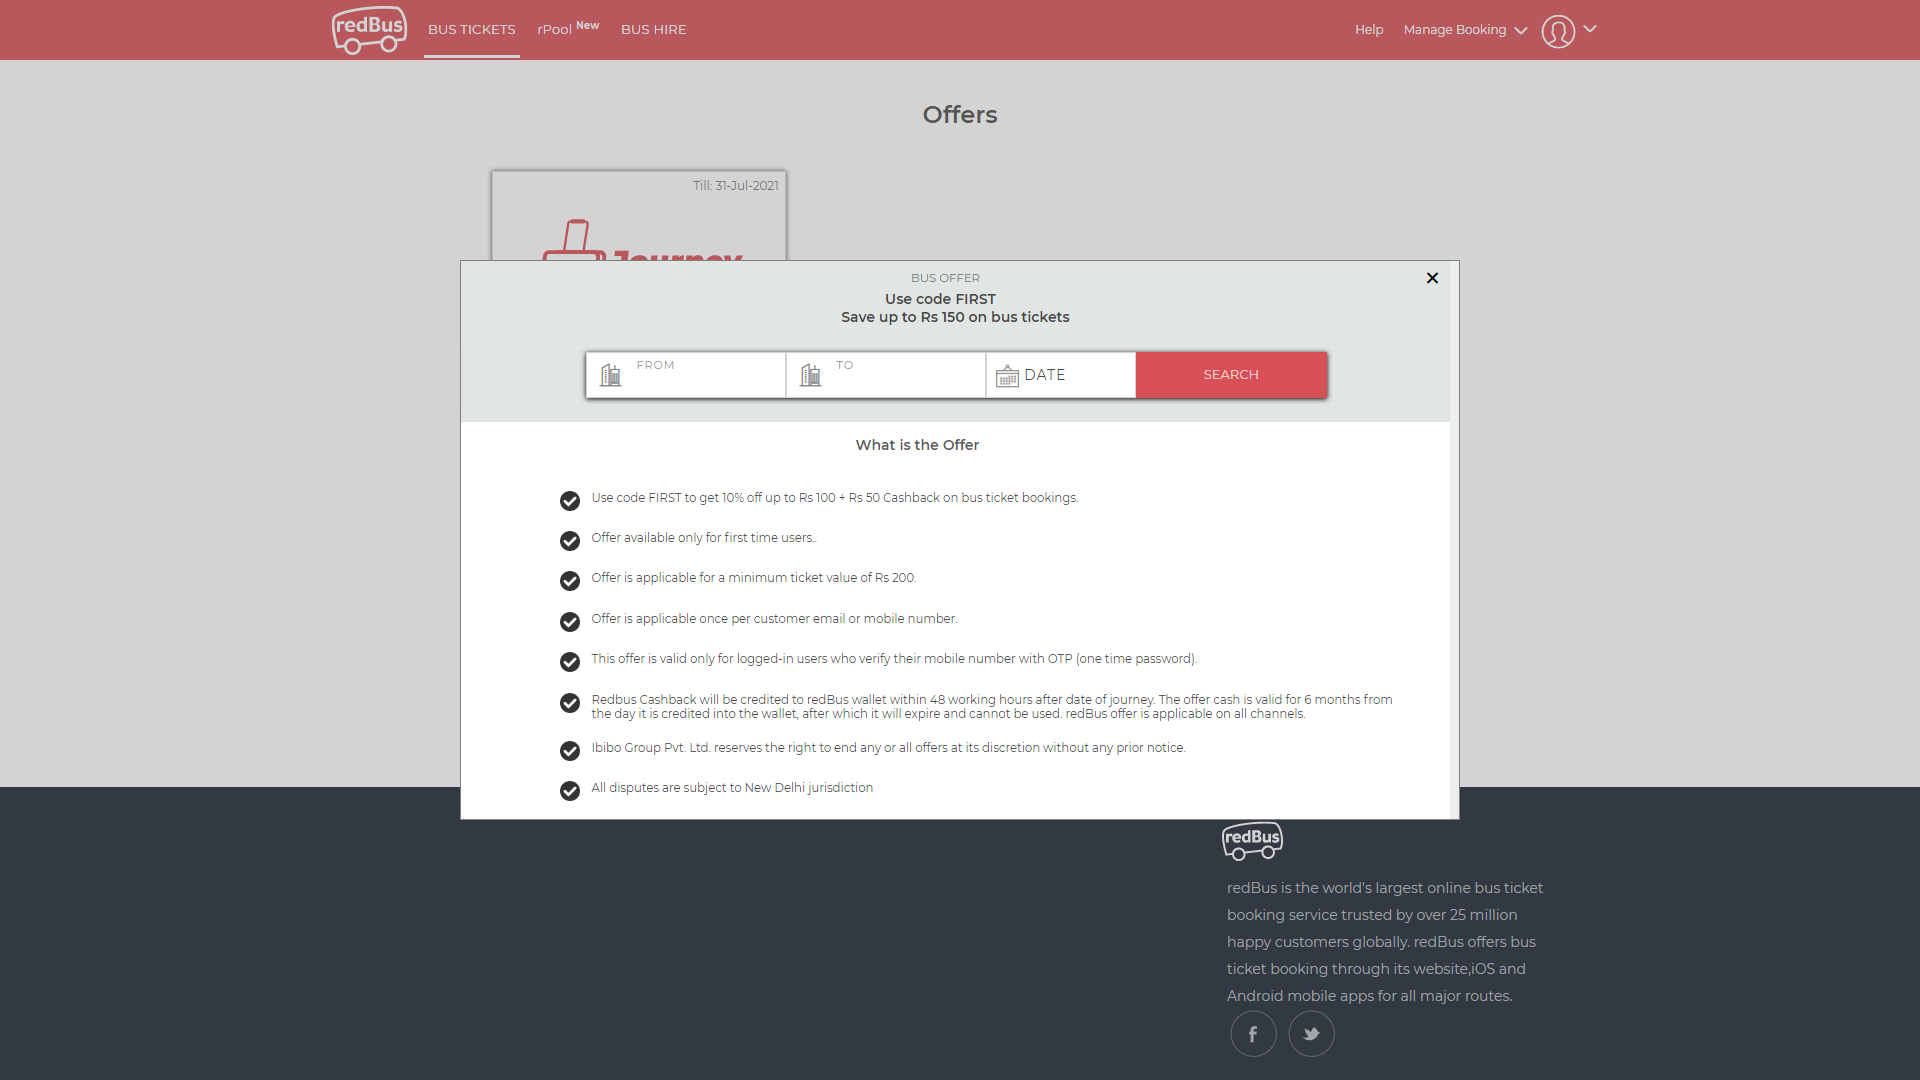 redBus
BUS TICKETS
rPool New
BUS HIRE
Help
Manage Booking
Offers
Till: 31-Jul-2021
Journey
BUS OFFER
Use code FIRST
Save up to Rs 150 on bus tickets
FROM
TO
DATE
SEARCH
What is the Offer
Use code FIRST to get 10% off up to Rs 100 + Rs 50 Cashback on bus ticket bookings.
Offer available only for first time users..
Offer is applicable for a minimum ticket value of Rs 200.
Offer is applicable once per customer email or mobile number.
This offer is valid only for logged-in users who verify their mobile number with OTP (one time password).
Redbus Cashback will be credited to redBus wallet within 48 working hours after date of journey. The offer cash is valid for 6 months from
the day it is credited into the wallet, after which it will expire and cannot be used. redBus offer is applicable on all channels.
Ibibo Group Pvt. Ltd. reserves the right to end any or all offers at its discretion without any prior notice.
All disputes are subject to New Delhi jurisdiction
redBus
redBus is the world's largest online bus ticket
booking service trusted by over 25 million
happy customers globally. redBus offers bus
ticket booking through its website,iOS and
Android mobile apps for all major routes.